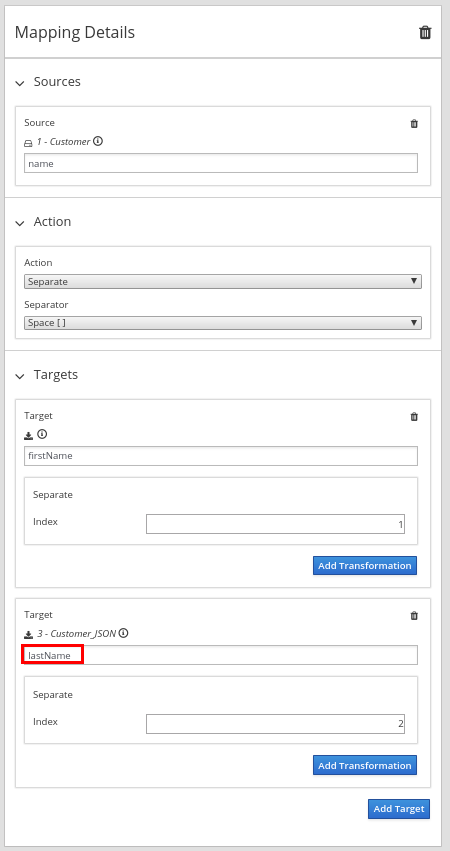 Mapping Details
Sources
Source
1 - Customer
name
Action
Action
Separate
Separator
Space [ ]
Targets
Target
firstName
Separate
Index 1
Add Transformation
Target
3 - Customer_JSON
lastName
Separate
Index 2
Add Transformation
Add Target